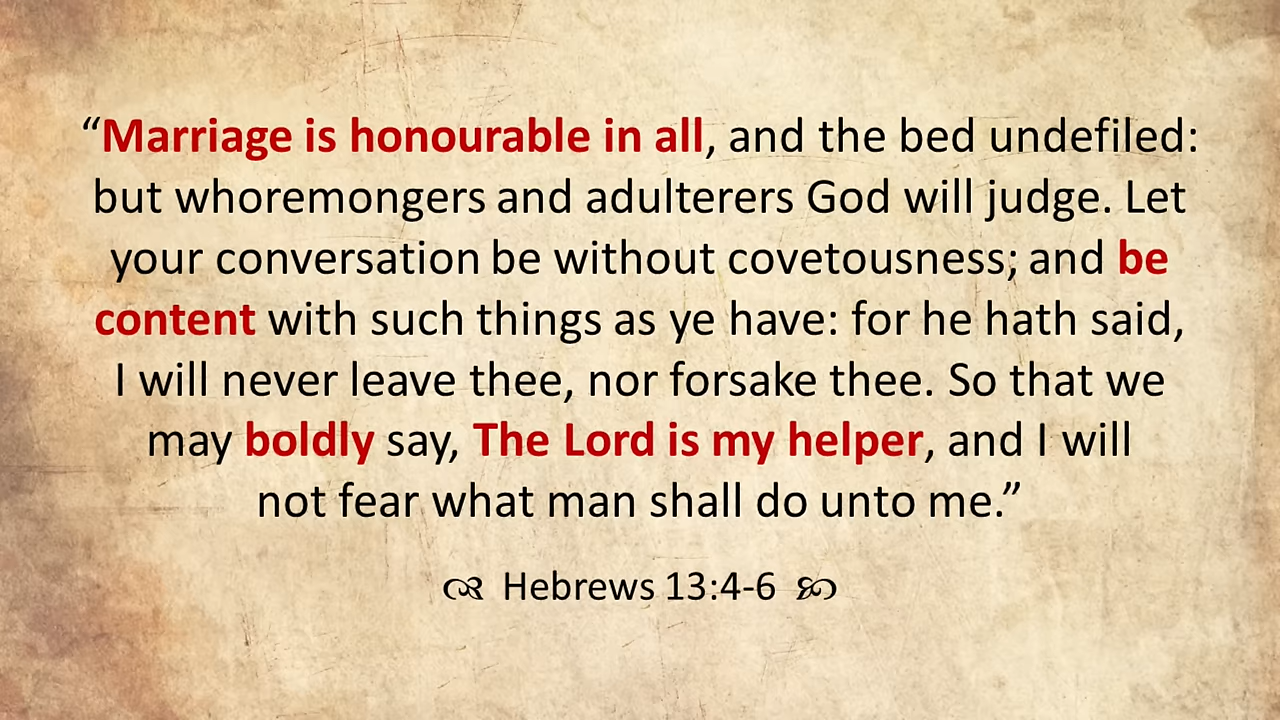 “Marriage is honourable in all, and the bed undefiled:
but whoremongers and adulterers God will judge. Let
your conversation be without covetousness; and be
content with such things as ye have: for he hath said,
I will never leave thee, nor forsake thee. So that we
may boldly say, The Lord is my helper, and I will
not fear what man shall do unto me.”
Hebrews 13:4-6